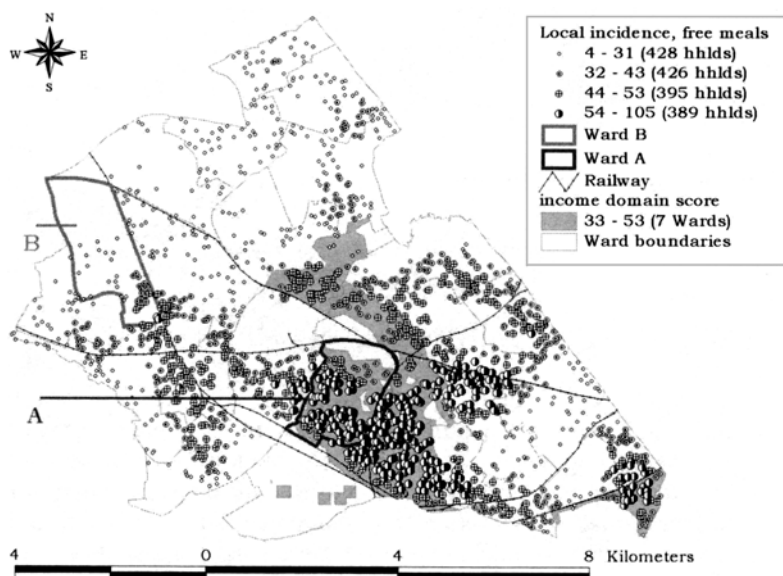 N
W E
S
Local incidence, free meals
4 - 31 (428 hhlds)
32 - 43 (426 hhlds)
44 - 53 (395 hhlds)
54 - 105 (389 hhlds)
Ward B
Ward A
Railway
income domain score
33 - 53 (7 Wards)
Ward boundaries
B
A
4 0 4 8 Kilometers